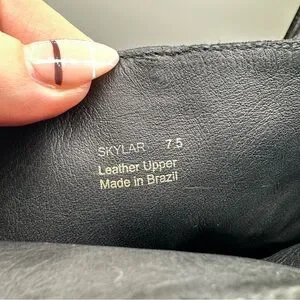 SKYLAR 7.5
Leather Upper
Made in Brazil